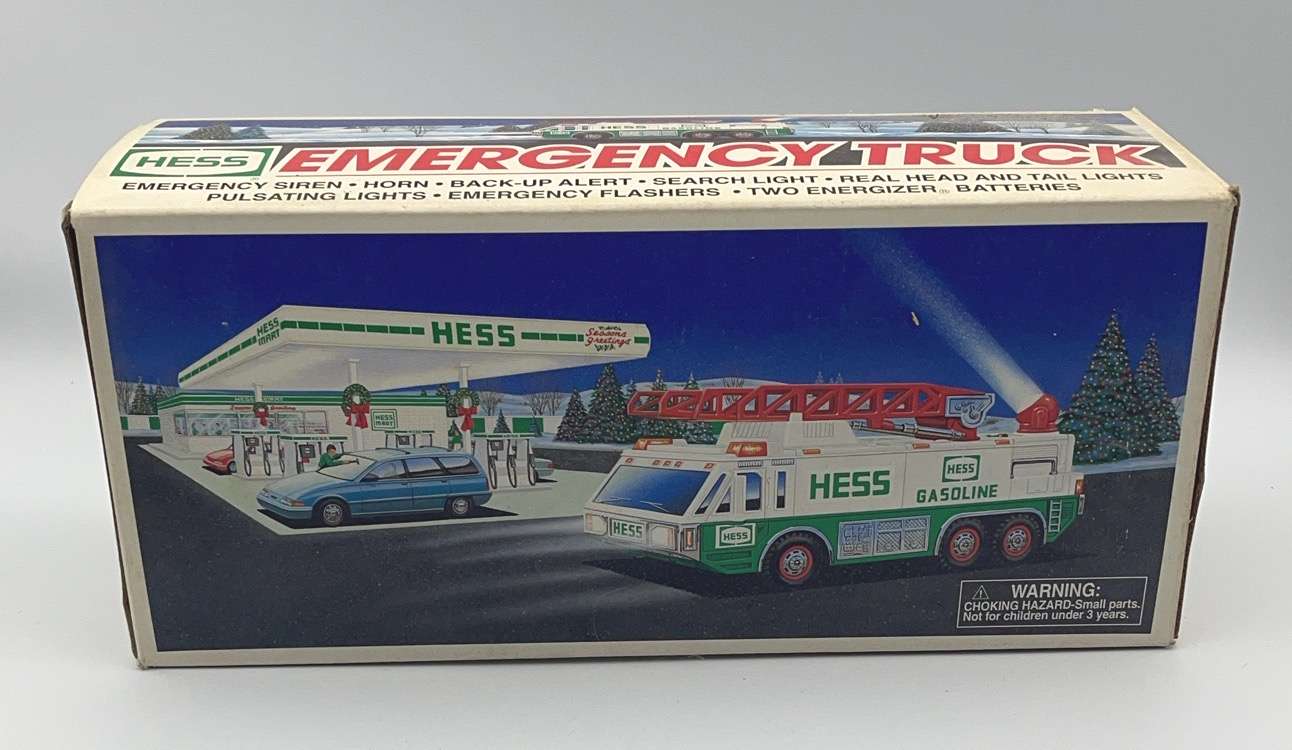 HESS GASOLINE
HESS EMERGENCY TRUCK
EMERGENCY SIREN • HORN • BACK-UP ALERT • SEARCH LIGHT • REAL HEAD AND TAIL LIGHTS
PULSATING LIGHTS • EMERGENCY FLASHERS • TWO ENERGIZER® BATTERIES
HESS MART
HESS
Seasons Greetings
HESS MART
HESS
HESS
GASOLINE
HESS
HESS
WARNING:
CHOKING HAZARD-Small parts.
Not for children under 3 years.